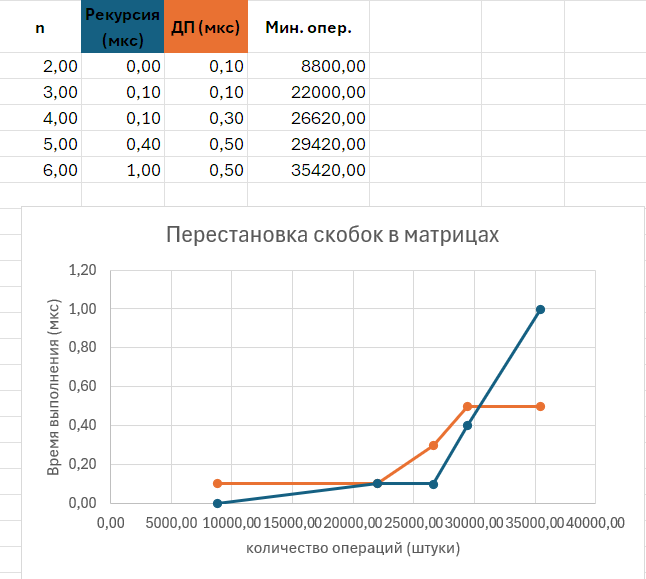 n Рекурсия (мкс) ДП (мкс) Мин. опер.
2,00 0,00 0,10 8800,00
3,00 0,10 0,10 22000,00
4,00 0,10 0,30 26620,00
5,00 0,40 0,50 29420,00
6,00 1,00 0,50 35420,00
Перестановка скобок в матрицах
Время выполнения (мкс)
1,20
1,00
0,80
0,60
0,40
0,20
0,00
0,00 5000,00 10000,00 15000,00 20000,00 25000,00 30000,00 35000,00 40000,00
количество операций (штуки)